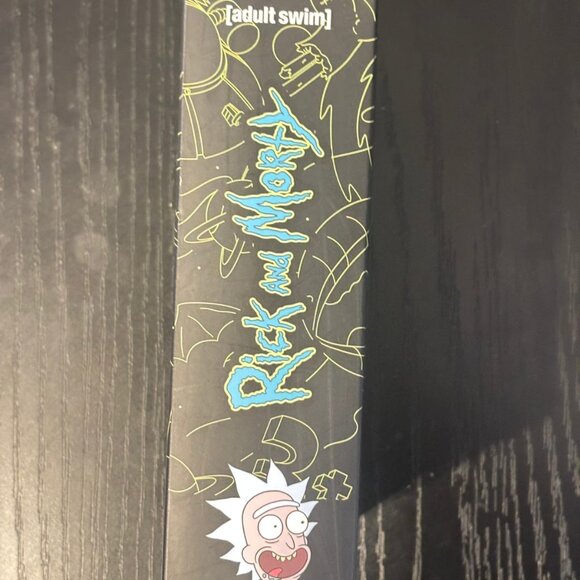 [adult swim]
Rick and Morty